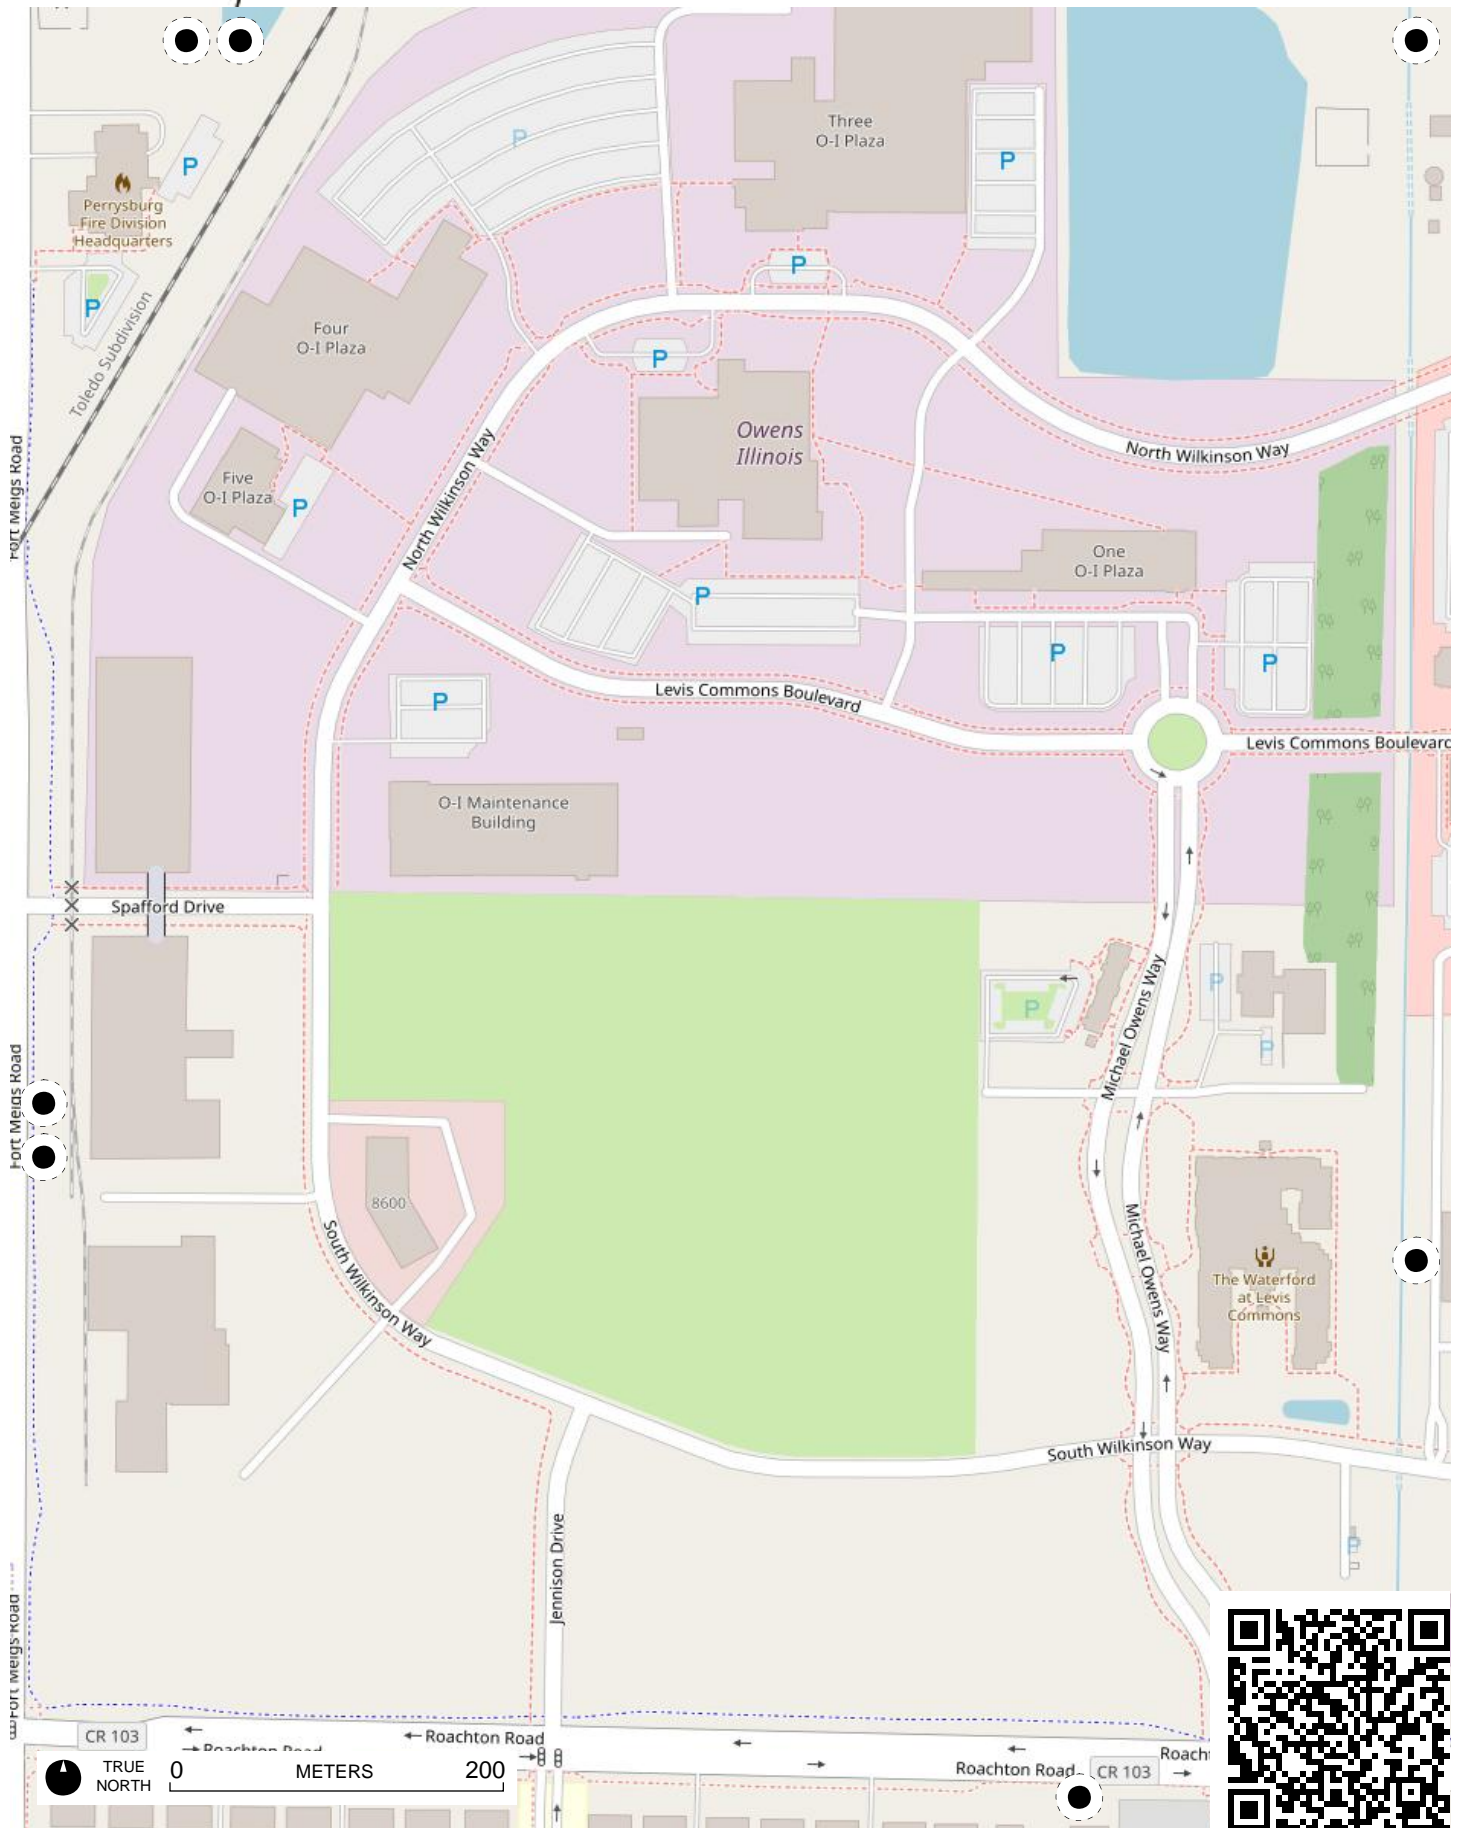 P
Three
O-I Plaza
P
P
Perrysburg
Fire Division
Headquarters
P
P
Toledo Subdivision
Four
O-I Plaza
P
Owens
Illinois
North Wilkinson Way
North Wilkinson Way
Fort Meigs Road
Five
O-I Plaza
P
One
O-I Plaza
P
P
P
P
Levis Commons Boulevard
Levis Commons Boulevard
O-I Maintenance
Building
Spafford Drive
P
P
P
Michael Owens Way
Fort Meigs Road
8600
South Wilkinson Way
Michael Owens Way
The Waterford
at Levis
Commons
South Wilkinson Way
Jennison Drive
P
Fort Meigs Road
CR 103
Roachton Road
Roachton Road
Roachton Road
CR 103
TRUE
NORTH
0
METERS
200